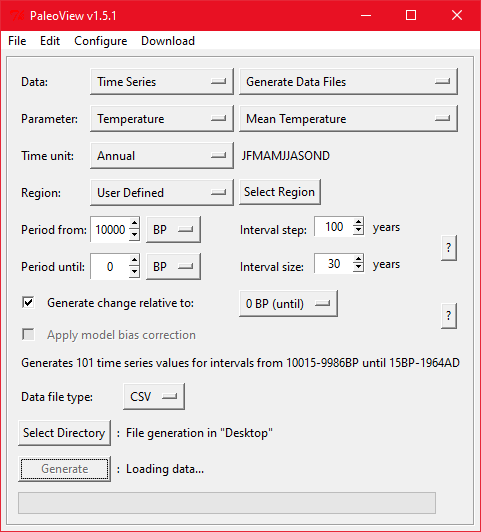 PaleoView v1.5.1
File Edit Configure Download
Data: Time Series Generate Data Files
Parameter: Temperature Mean Temperature
Time unit: Annual JFMAMJJASOND
Region: User Defined Select Region
Period from: 10000 BP Interval step: 100 years
?
Period until: 0 BP Interval size: 30 years
Generate change relative to: 0 BP (until)
?
Apply model bias correction
Generates 101 time series values for intervals from 10015-9986BP until 15BP-1964AD
Data file type: CSV
Select Directory : File generation in "Desktop"
Generate : Loading data...